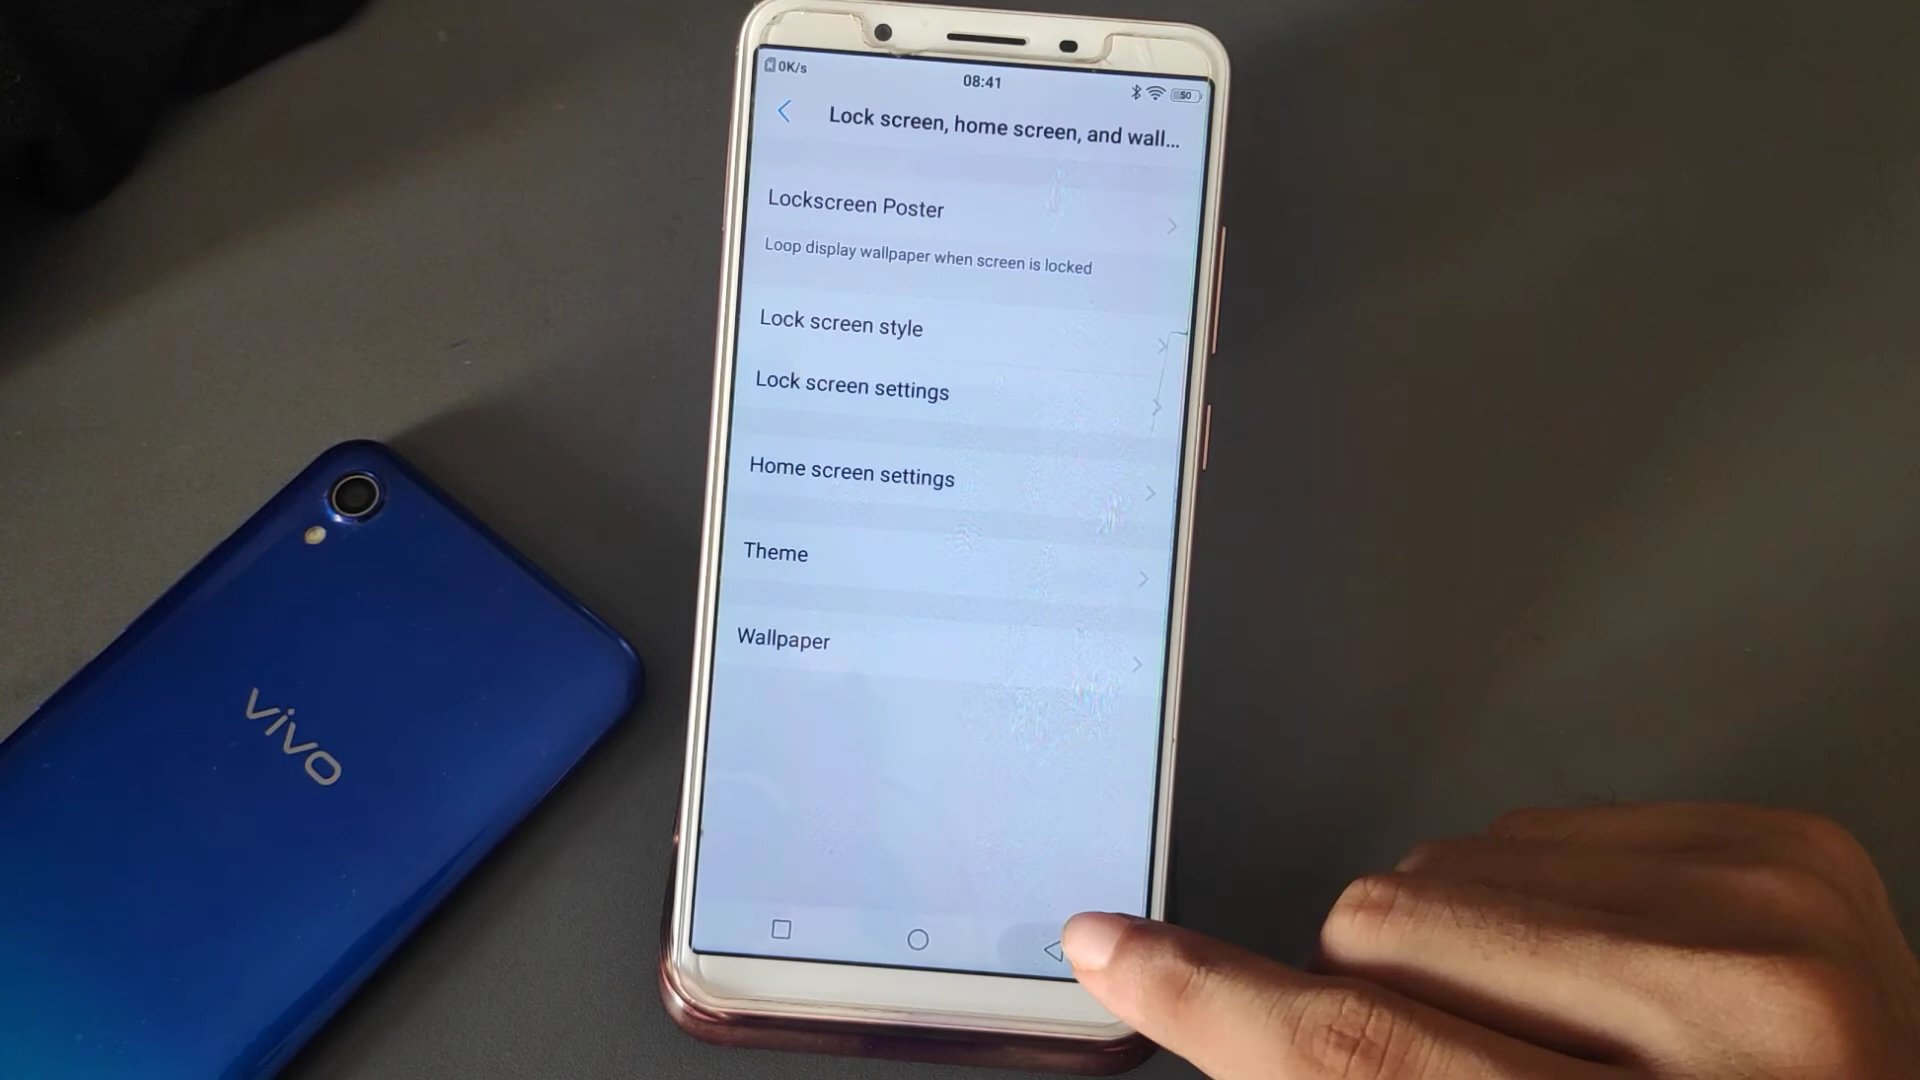 0K/s
08:41
50
Lock screen, home screen, and wall...
Lockscreen Poster
Loop display wallpaper when screen is locked
Lock screen style
Lock screen settings
Home screen settings
Theme
Wallpaper
vivo